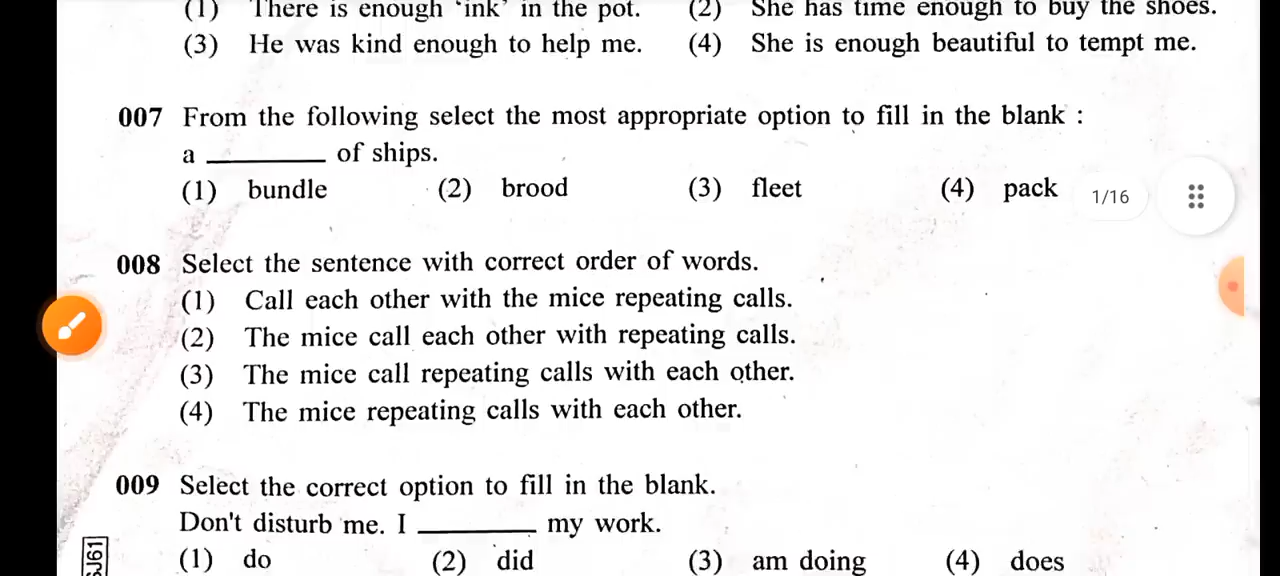 (1) There is enough ‘ink’ in the pot. (2) She has time enough to buy the shoes.
(3) He was kind enough to help me. (4) She is enough beautiful to tempt me.
007 From the following select the most appropriate option to fill in the blank :
a ________ of ships.
(1) bundle (2) brood (3) fleet (4) pack
1/16
008 Select the sentence with correct order of words.
(1) Call each other with the mice repeating calls.
(2) The mice call each other with repeating calls.
(3) The mice call repeating calls with each other.
(4) The mice repeating calls with each other.
009 Select the correct option to fill in the blank.
Don't disturb me. I ________ my work.
(1) do (2) did (3) am doing (4) does